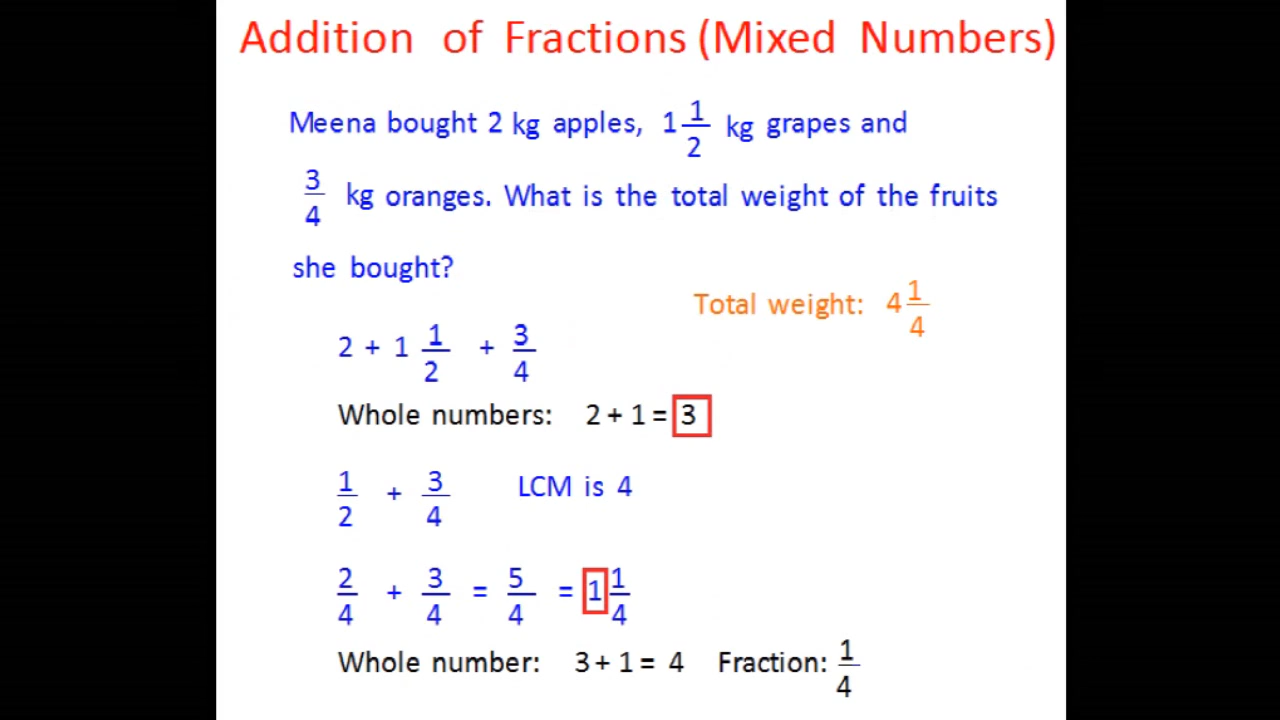 Addition of Fractions (Mixed Numbers)
Meena bought 2 kg apples, 1 1/2 kg grapes and
3/4 kg oranges. What is the total weight of the fruits
she bought?
Total weight: 4 1/4
2 + 1 1/2 + 3/4
Whole numbers: 2 + 1 = 3
1/2 + 3/4 LCM is 4
2/4 + 3/4 = 5/4 = 1 1/4
Whole number: 3 + 1 = 4 Fraction: 1/4